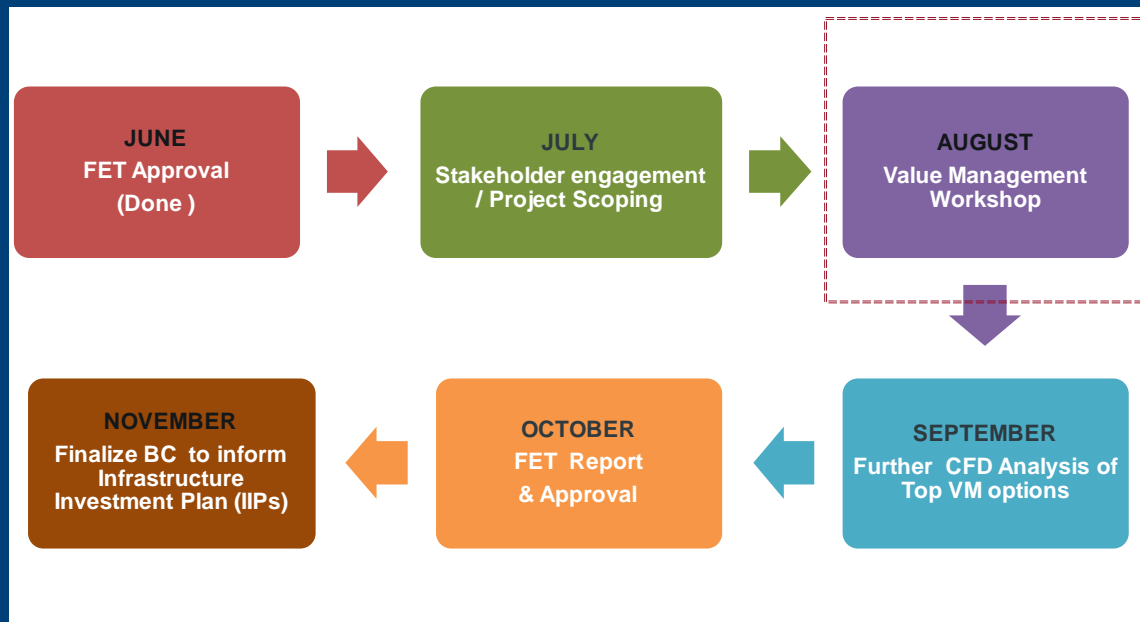 JUNE
FET Approval
(Done )
JULY
Stakeholder engagement
/ Project Scoping
AUGUST
Value Management
Workshop
SEPTEMBER
Further CFD Analysis of
Top VM options
OCTOBER
FET Report
& Approval
NOVEMBER
Finalize BC to inform
Infrastructure
Investment Plan (IIPs)